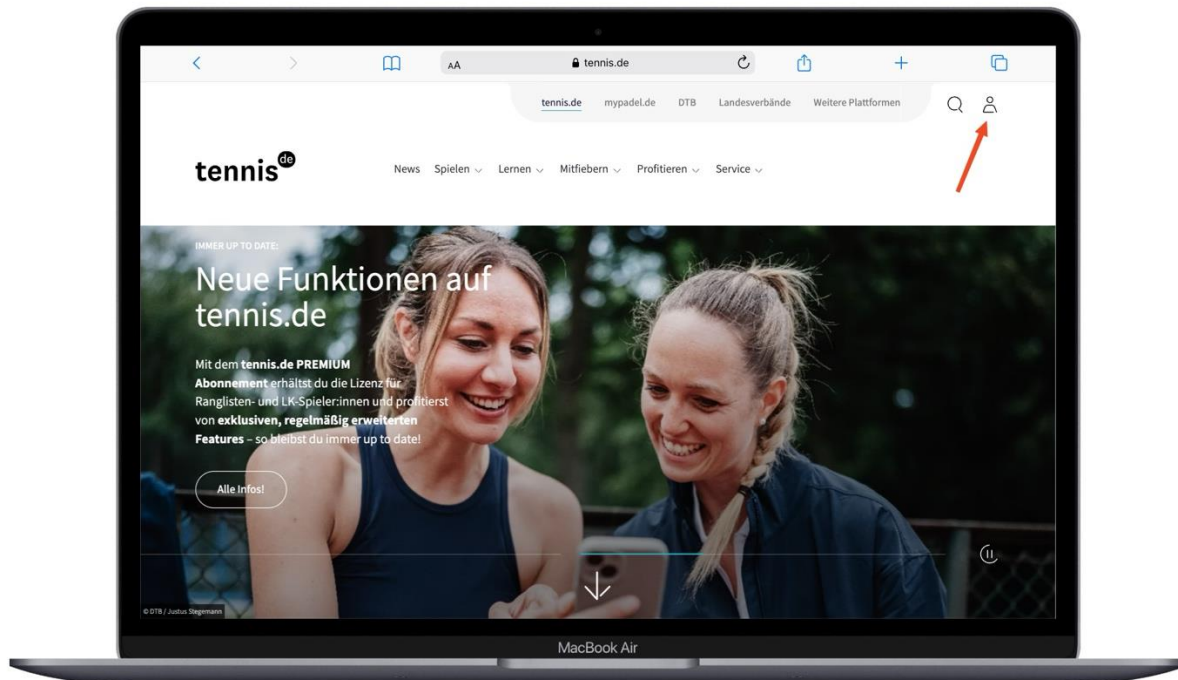 AA
tennis.de
tennis.de mypadel.de DTB Landesverbände Weitere Plattformen
tennis de
News Spielen Lernen Mitfiebern Profitieren Service
IMMER UP TO DATE:
Neue Funktionen auf
tennis.de
Mit dem tennis.de PREMIUM
Abonnement erhältst du die Lizenz für
Ranglisten- und LK-Spieler:innen und profitierst
von exklusiven, regelmäßig erweiterten
Features – so bleibst du immer up to date!
Alle Infos!
© DTB / Justus Stegemann
MacBook Air